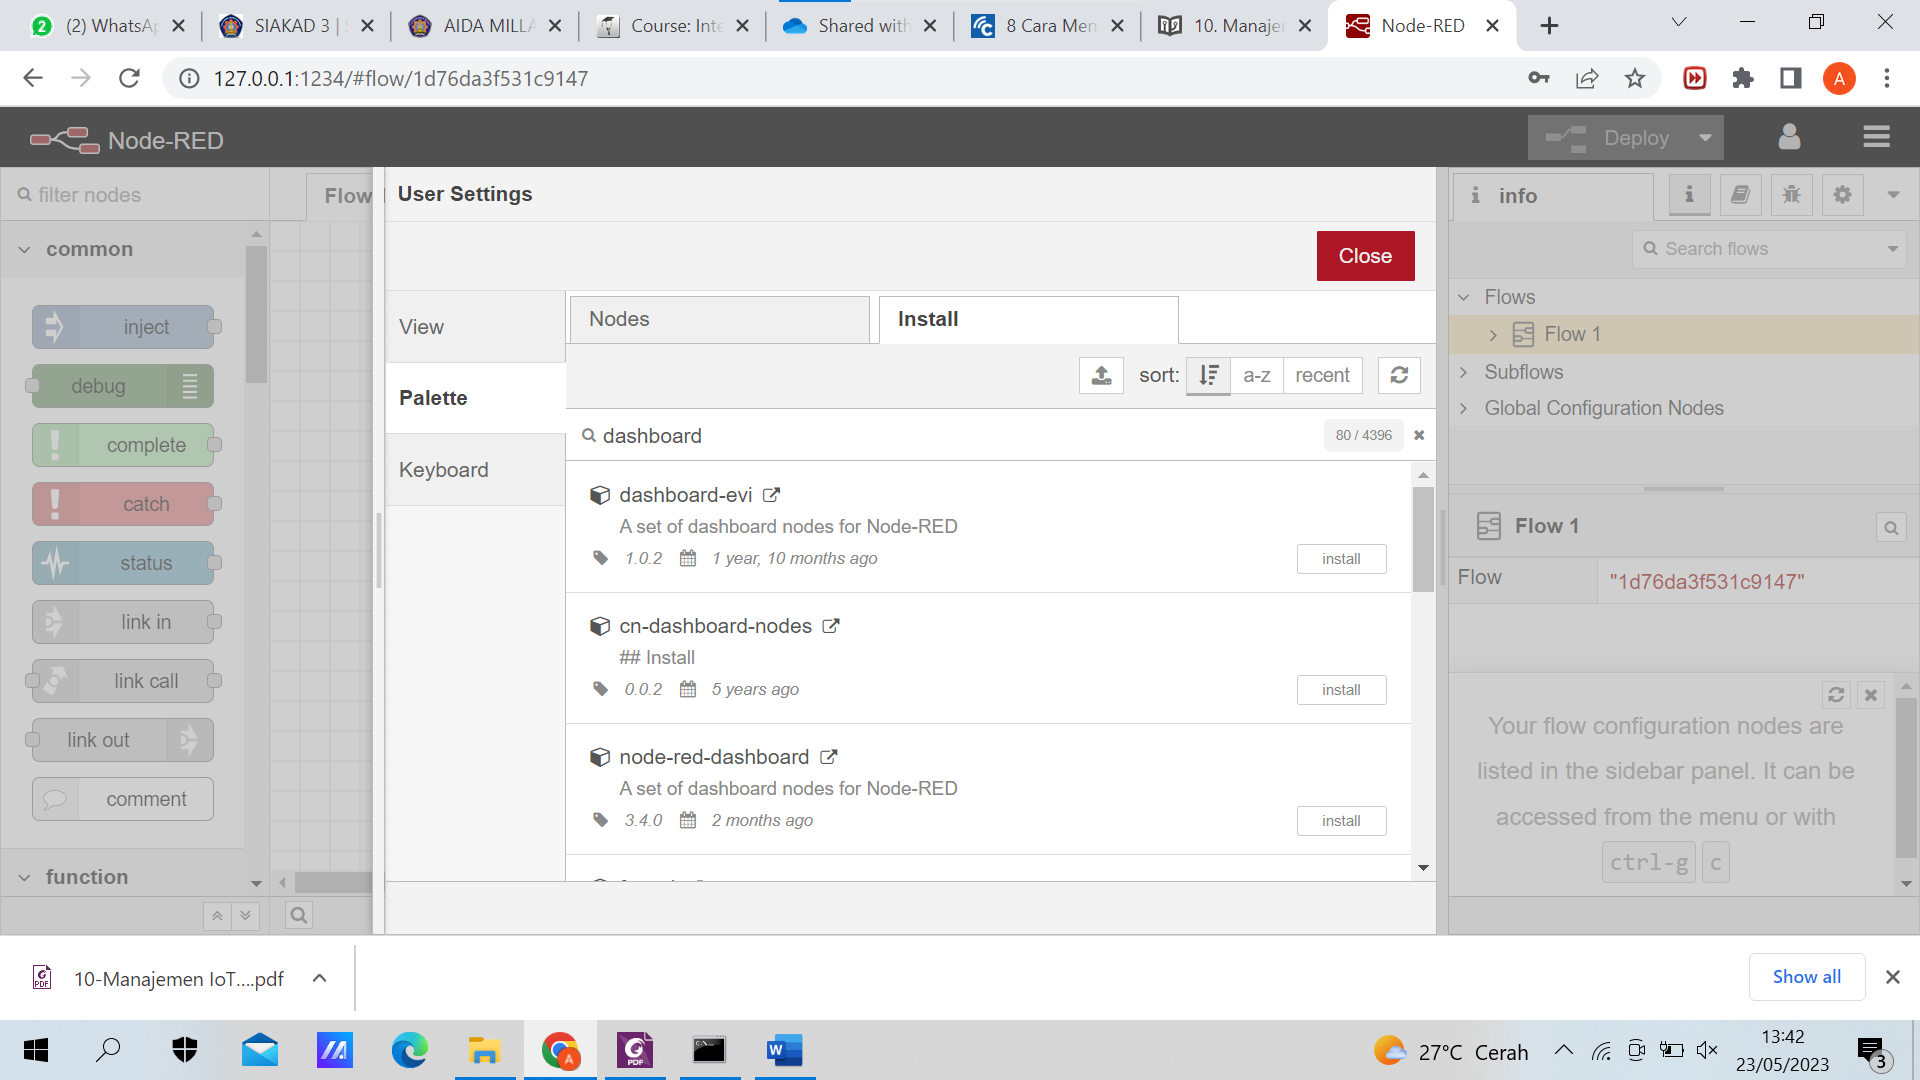 (2) WhatsAp
SIAKAD 3 | S
AIDA MILLA
Course: Inte
Shared with
8 Cara Men
10. Manajer
Node-RED
127.0.0.1:1234/#flow/1d76da3f531c9147
A
Node-RED
Deploy
filter nodes
Flow
common
inject
debug
complete
catch
status
link in
link call
link out
comment
function
User Settings
Close
View
Palette
Keyboard
Nodes
Install
sort:
a-z
recent
dashboard
80 / 4396
dashboard-evi
A set of dashboard nodes for Node-RED
1.0.2
1 year, 10 months ago
install
cn-dashboard-nodes
## Install
0.0.2
5 years ago
install
node-red-dashboard
A set of dashboard nodes for Node-RED
3.4.0
2 months ago
install
i info
i
Search flows
Flows
Flow 1
Subflows
Global Configuration Nodes
Flow 1
Flow
"1d76da3f531c9147"
Your flow configuration nodes are
listed in the sidebar panel. It can be
accessed from the menu or with
ctrl-g c
10-Manajemen IoT....pdf
Show all
27°C Cerah
13:42
23/05/2023
3